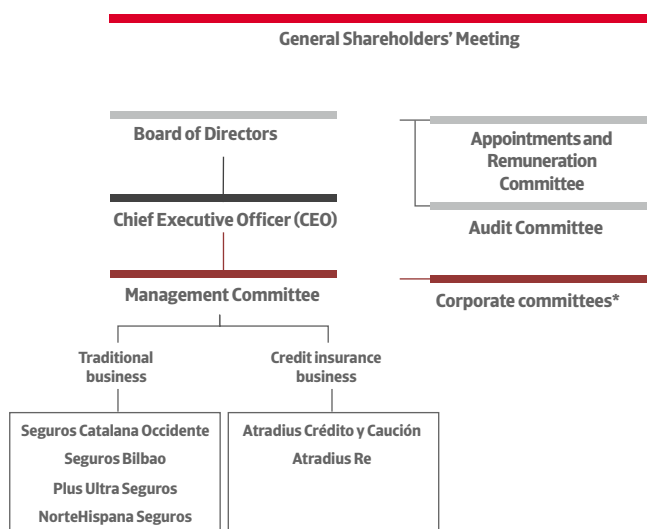 General Shareholders' Meeting
Board of Directors
Appointments and
Remuneration
Committee
Chief Executive Officer (CEO)
Audit Committee
Management Committee
Corporate committees*
Traditional
business
Credit insurance
business
Seguros Catalana Occidente
Seguros Bilbao
Plus Ultra Seguros
NorteHispana Seguros
Atradius Crédito y Caución
Atradius Re